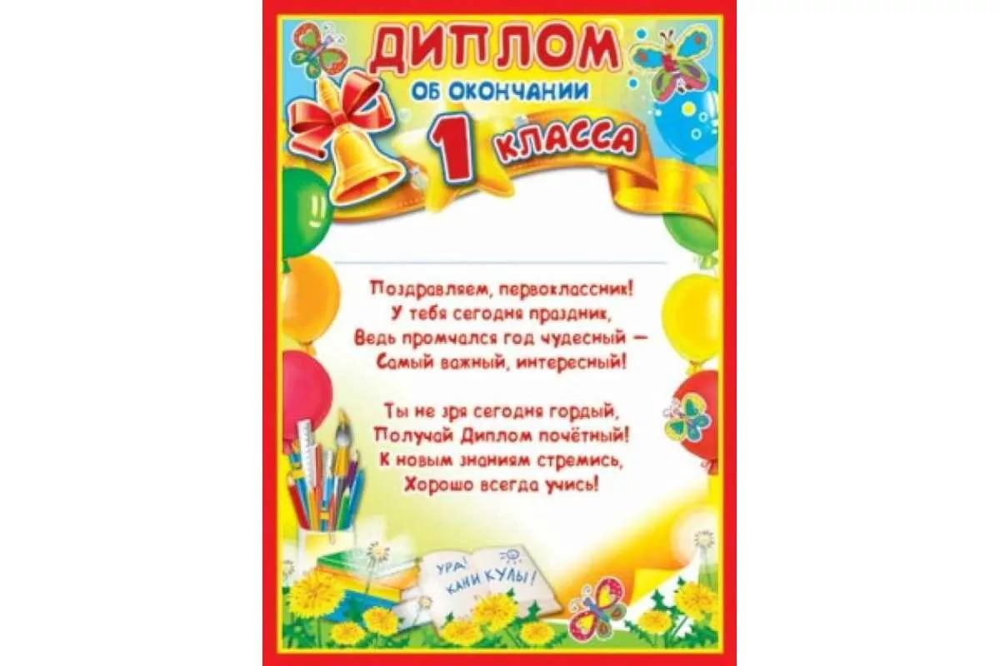 ДИПЛОМ
ОБ ОКОНЧАНИИ
1 КЛАССА
Поздравляем, первоклассник!
У тебя сегодня праздник,
Ведь промчался год чудесный —
Самый важный, интересный!
Ты не зря сегодня гордый,
Получай Диплом почётный!
К новым знаниям стремись,
Хорошо всегда учись!
УРА!
КАНИКУЛЫ!